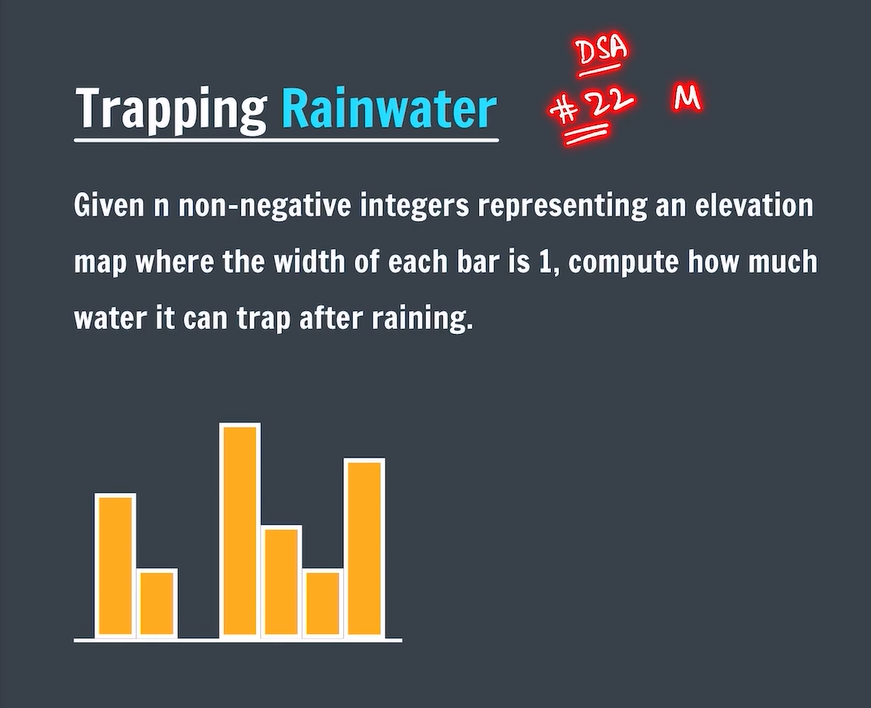 DSA
Trapping Rainwater #22 M
Given n non-negative integers representing an elevation
map where the width of each bar is 1, compute how much
water it can trap after raining.